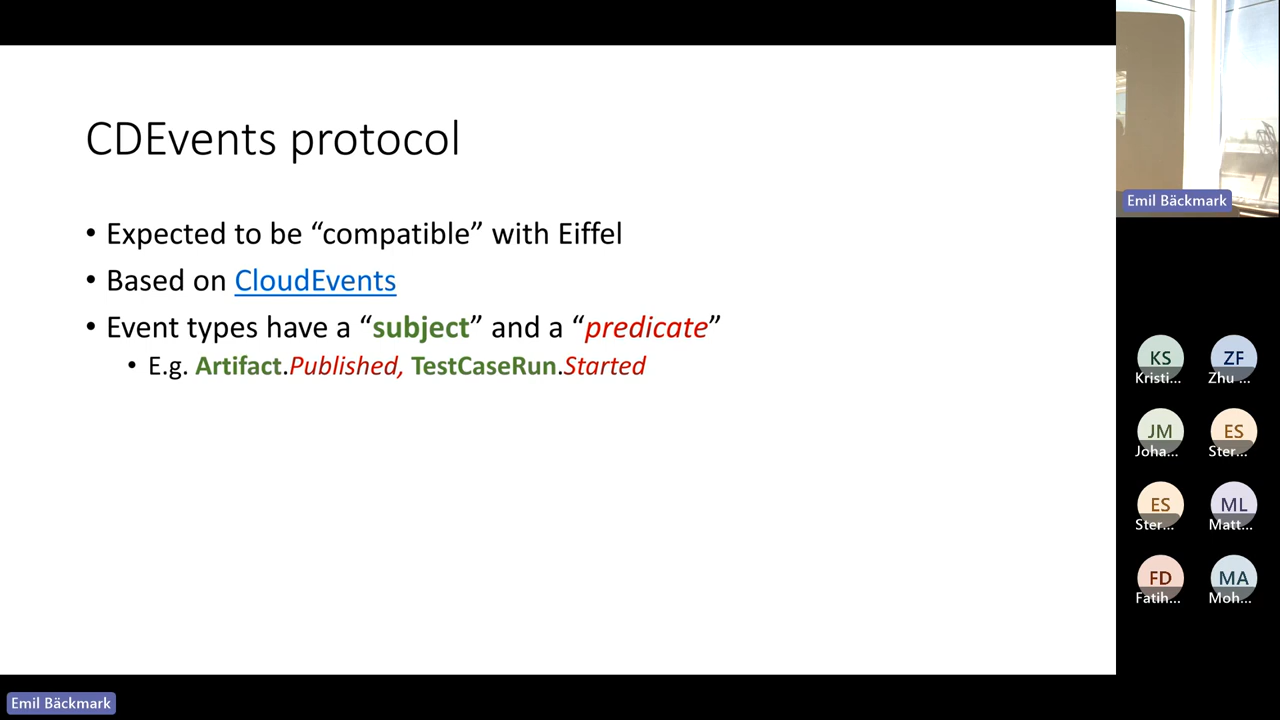 CDEvents protocol
• Expected to be “compatible” with Eiffel
• Based on CloudEvents
• Event types have a “subject” and a “predicate”
• E.g. Artifact.Published, TestCaseRun.Started
Emil Bäckmark
KS
Kristi...
ZF
Zhu ...
JM
Joha...
ES
Ster...
ES
Ster...
ML
Matt...
FD
Fatih...
MA
Moh...
Emil Bäckmark